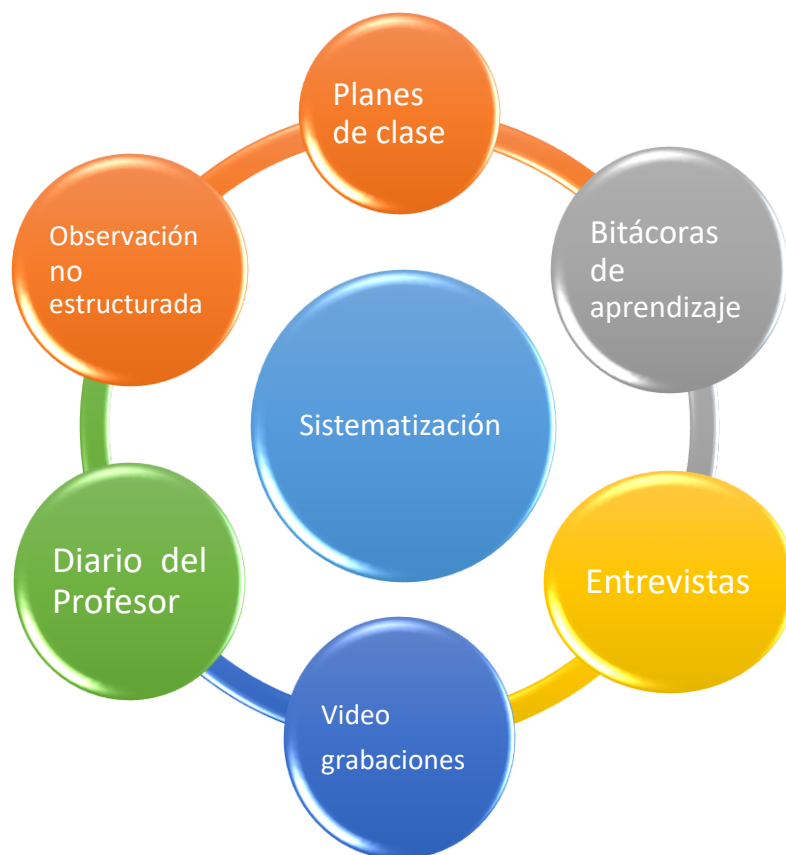 Planes
de clase
Bitácoras
de
aprendizaje
Entrevistas
Video
grabaciones
Diario del
Profesor
Observación
no
estructurada
Sistematización